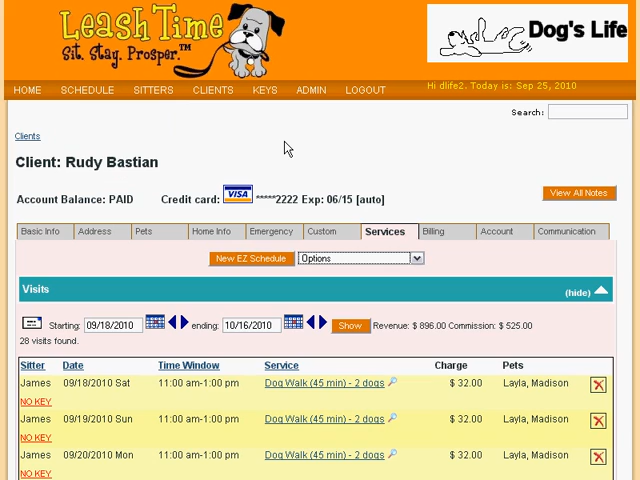 Leash Time
Sit. Stay. Prosper.™
Dog's Life
HOME SCHEDULE SITTERS CLIENTS KEYS ADMIN LOGOUT
Hi dlife2. Today is: Sep 25, 2010
Search:
Clients
Client: Rudy Bastian
Account Balance: PAID Credit card: VISA *****2222 Exp: 06/15 [auto]
View All Notes
Basic Info Address Pets Home Info Emergency Custom Services Billing Account Communication
New EZ Schedule Options
Visits (hide)
Starting: 09/18/2010 ending: 10/16/2010 Show Revenue: $ 896.00 Commission: $ 525.00
28 visits found.
Sitter Date Time Window Service Charge Pets
James 09/18/2010 Sat 11:00 am-1:00 pm Dog Walk (45 min) - 2 dogs $ 32.00 Layla, Madison
NO KEY
James 09/19/2010 Sun 11:00 am-1:00 pm Dog Walk (45 min) - 2 dogs $ 32.00 Layla, Madison
NO KEY
James 09/20/2010 Mon 11:00 am-1:00 pm Dog Walk (45 min) - 2 dogs $ 32.00 Layla, Madison
NO KEY